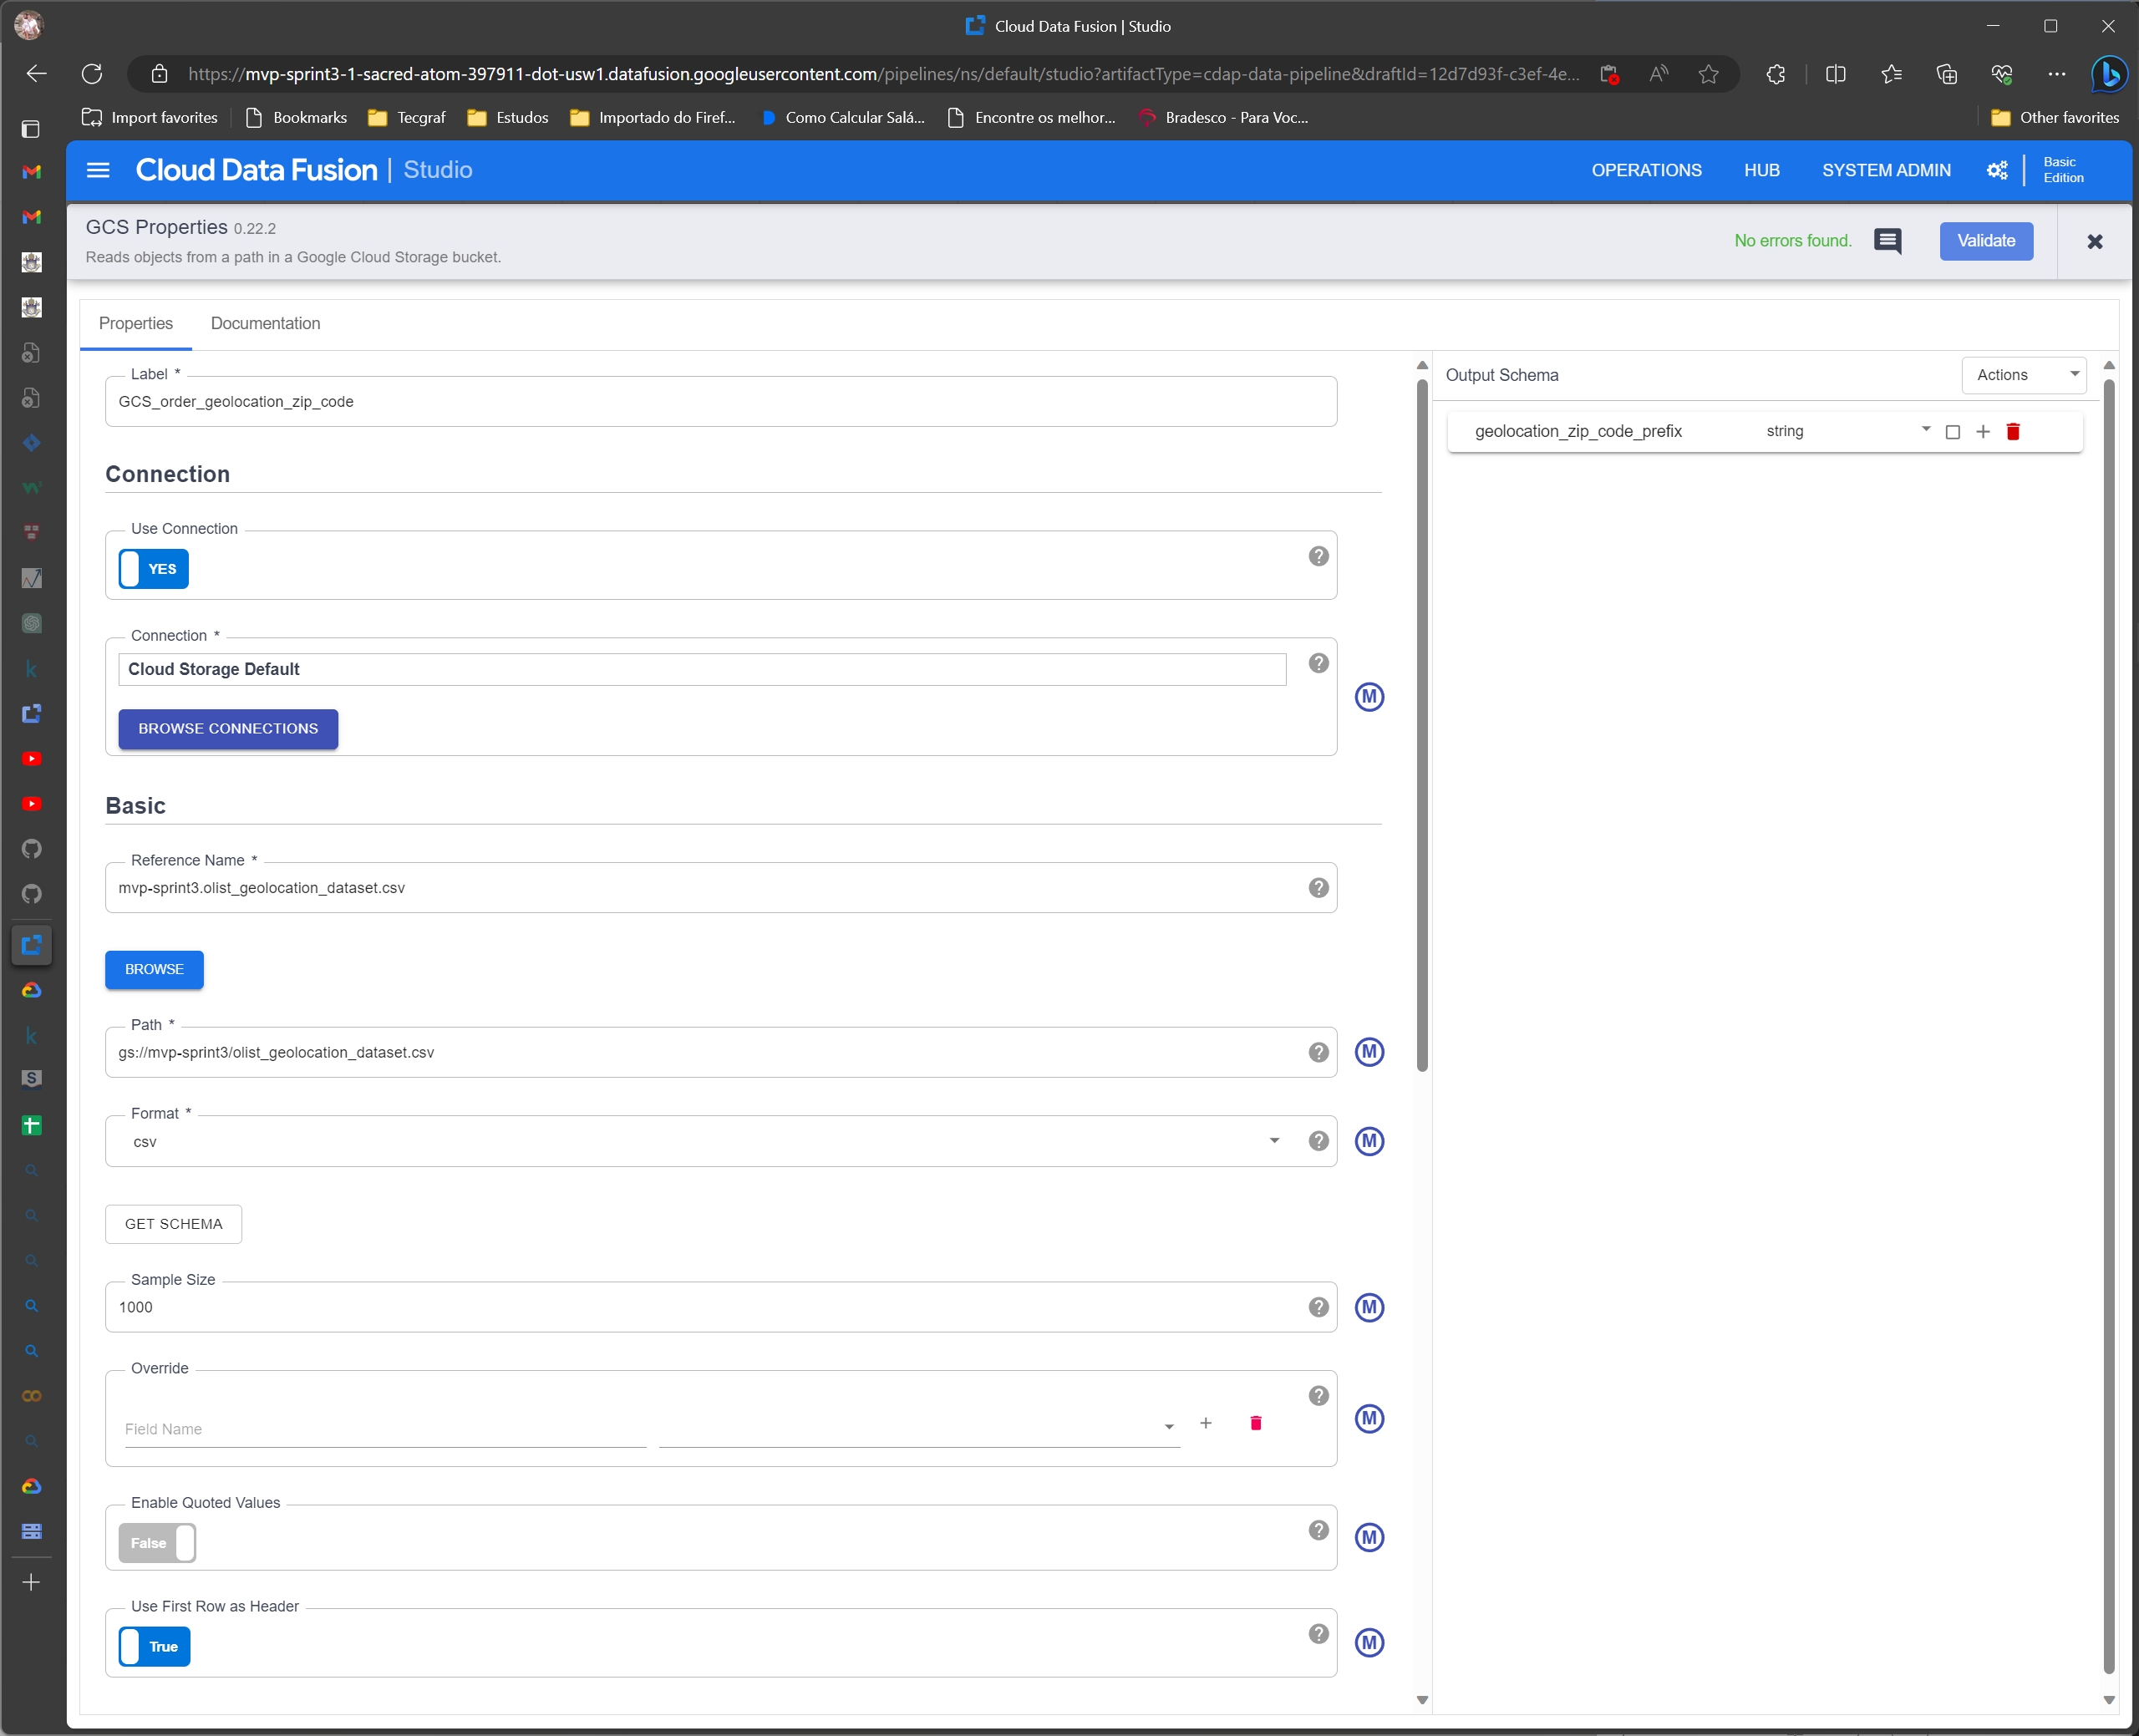 Cloud Data Fusion | Studio
https://mvp-sprint3-1-sacred-atom-397911-dot-usw1.datafusion.googleusercontent.com/pipelines/ns/default/studio?artifactType=cdap-data-pipeline&draftId=12d7d93f-c3ef-4e...
Import favorites Bookmarks Tecgraf Estudos Importado do Firef... Como Calcular Salá... Encontre os melhor... Bradesco - Para Voc... Other favorites
Cloud Data Fusion | Studio OPERATIONS HUB SYSTEM ADMIN Basic
Edition
GCS Properties 0.22.2
Reads objects from a path in a Google Cloud Storage bucket.
No errors found. Validate
Properties Documentation
Label *
GCS_order_geolocation_zip_code
Connection
Use Connection
YES
Connection *
Cloud Storage Default
M
BROWSE CONNECTIONS
Basic
Reference Name *
mvp-sprint3.olist_geolocation_dataset.csv
BROWSE
Path *
gs://mvp-sprint3/olist_geolocation_dataset.csv
M
Format *
csv
M
GET SCHEMA
Sample Size
1000
M
Override
Field Name
M
Enable Quoted Values
False
M
Use First Row as Header
True
M
Output Schema Actions
geolocation_zip_code_prefix string